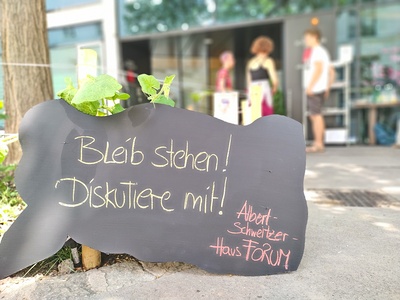 Bleib stehen!
Diskutiere mit!
Albert-
Schweitzer-
Haus FORUM